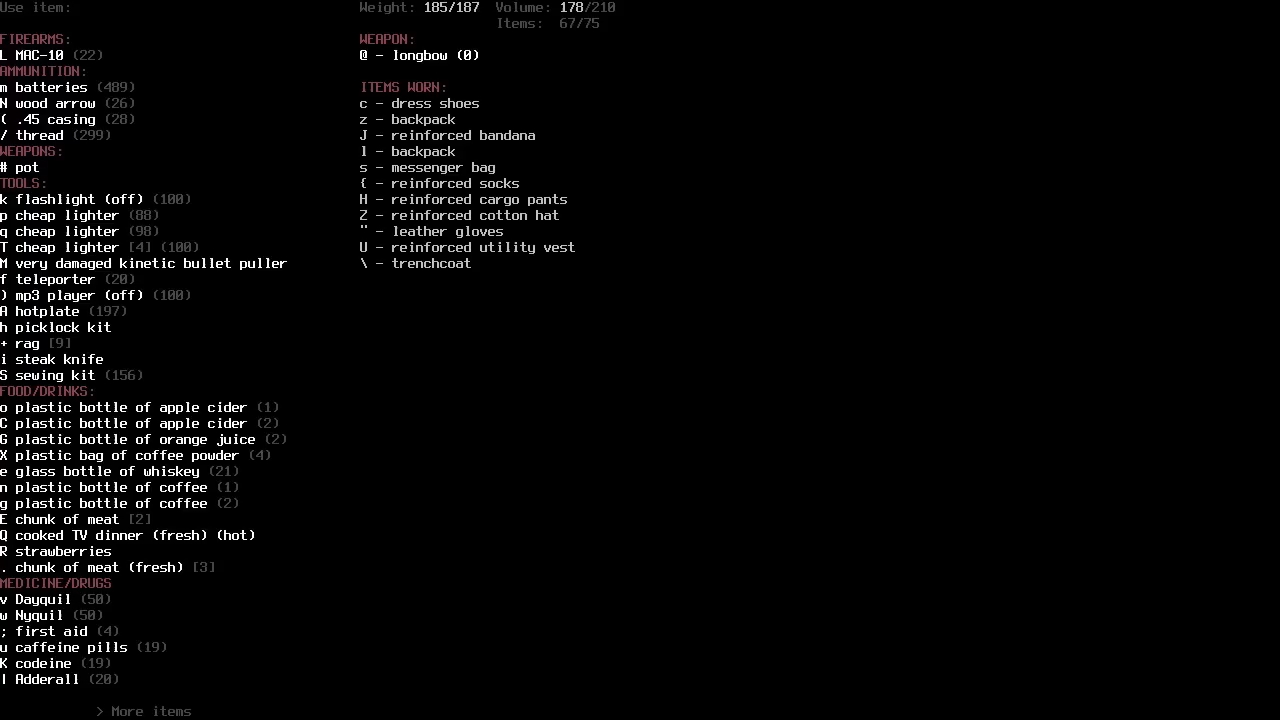 Use item:
Weight: 185/187  Volume: 178/210
Items:  67/75
FIREARMS:
L MAC-10 (22)
AMMUNITION:
m batteries (489)
N wood arrow (26)
( .45 casing (28)
/ thread (299)
WEAPONS:
# pot
TOOLS:
k flashlight (off) (100)
p cheap lighter (88)
q cheap lighter (98)
T cheap lighter [4] (100)
M very damaged kinetic bullet puller
f teleporter (20)
) mp3 player (off) (100)
A hotplate (197)
h picklock kit
+ rag [9]
i steak knife
S sewing kit (156)
FOOD/DRINKS:
o plastic bottle of apple cider (1)
C plastic bottle of apple cider (2)
G plastic bottle of orange juice (2)
X plastic bag of coffee powder (4)
e glass bottle of whiskey (21)
n plastic bottle of coffee (1)
g plastic bottle of coffee (2)
E chunk of meat [2]
Q cooked TV dinner (fresh) (hot)
R strawberries
. chunk of meat (fresh) [3]
MEDICINE/DRUGS
v Dayquil (50)
w Nyquil (50)
; first aid (4)
u caffeine pills (19)
K codeine (19)
| Adderall (20)
> More items
WEAPON:
@ - longbow (0)
ITEMS WORN:
c - dress shoes
z - backpack
J - reinforced bandana
l - backpack
s - messenger bag
{ - reinforced socks
H - reinforced cargo pants
Z - reinforced cotton hat
" - leather gloves
U - reinforced utility vest
\ - trenchcoat